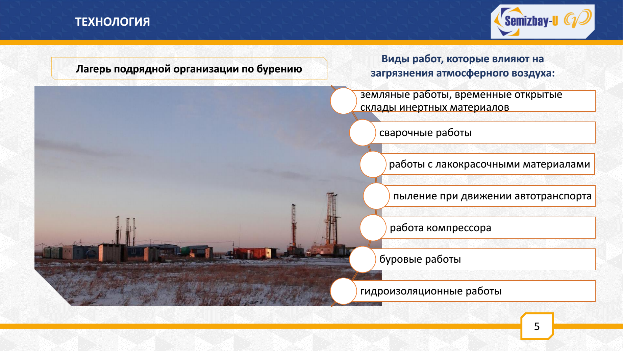 ТЕХНОЛОГИЯ
Semizbay-U
Лагерь подрядной организации по бурению
Виды работ, которые влияют на
загрязнения атмосферного воздуха:
земляные работы, временные открытые
склады инертных материалов
сварочные работы
работы с лакокрасочными материалами
пыление при движении автотранспорта
работа компрессора
буровые работы
гидроизоляционные работы
5